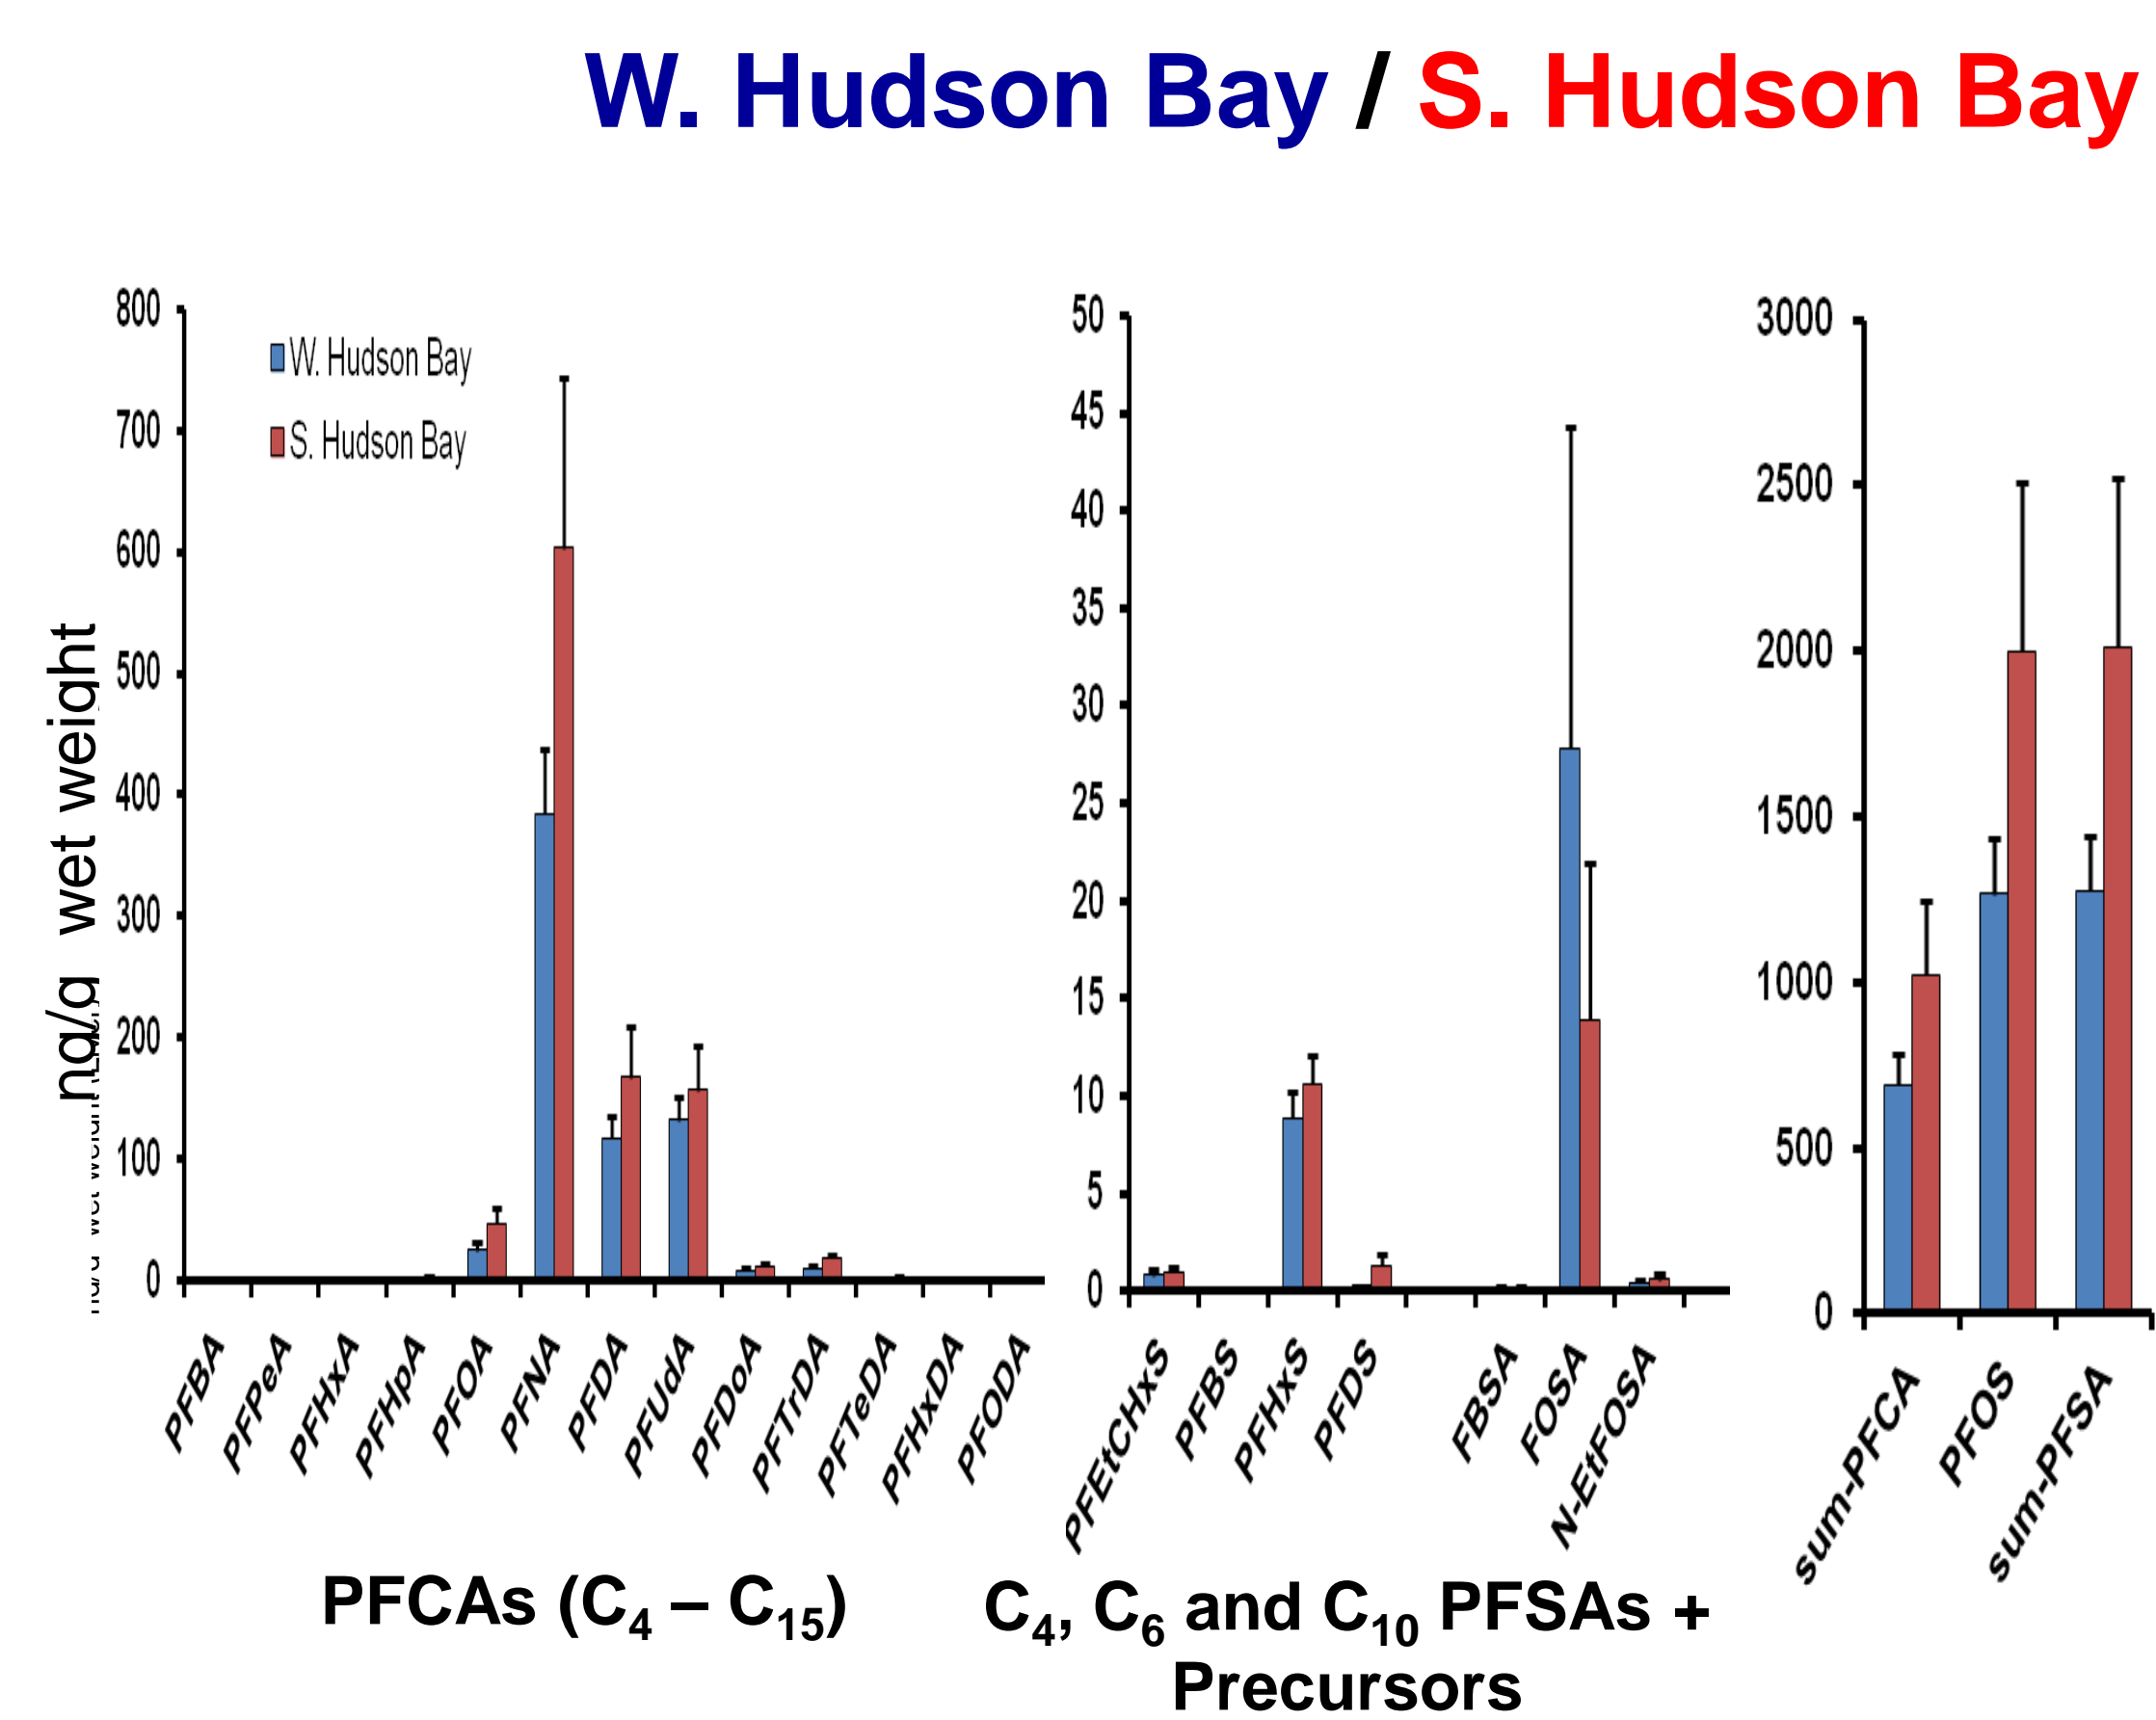 W. Hudson Bay / S. Hudson Bay
ng/g wet weight
800
700
600
500
400
300
200
100
0
W. Hudson Bay
S. Hudson Bay
PFBA
PFPeA
PFHxA
PFHpA
PFOA
PFNA
PFDA
PFUdA
PFDoA
PFTrDA
PFTeDA
PFHxDA
PFODA
PFCAs (C4 – C15)
50
45
40
35
30
25
20
15
10
5
0
PFEtCHxS
PFBS
PFHxS
PFDS
FBSA
FOSA
N-EtFOSA
C4, C6 and C10 PFSAs +
Precursors
3000
2500
2000
1500
1000
500
0
sum-PFCA
PFOS
sum-PFSA